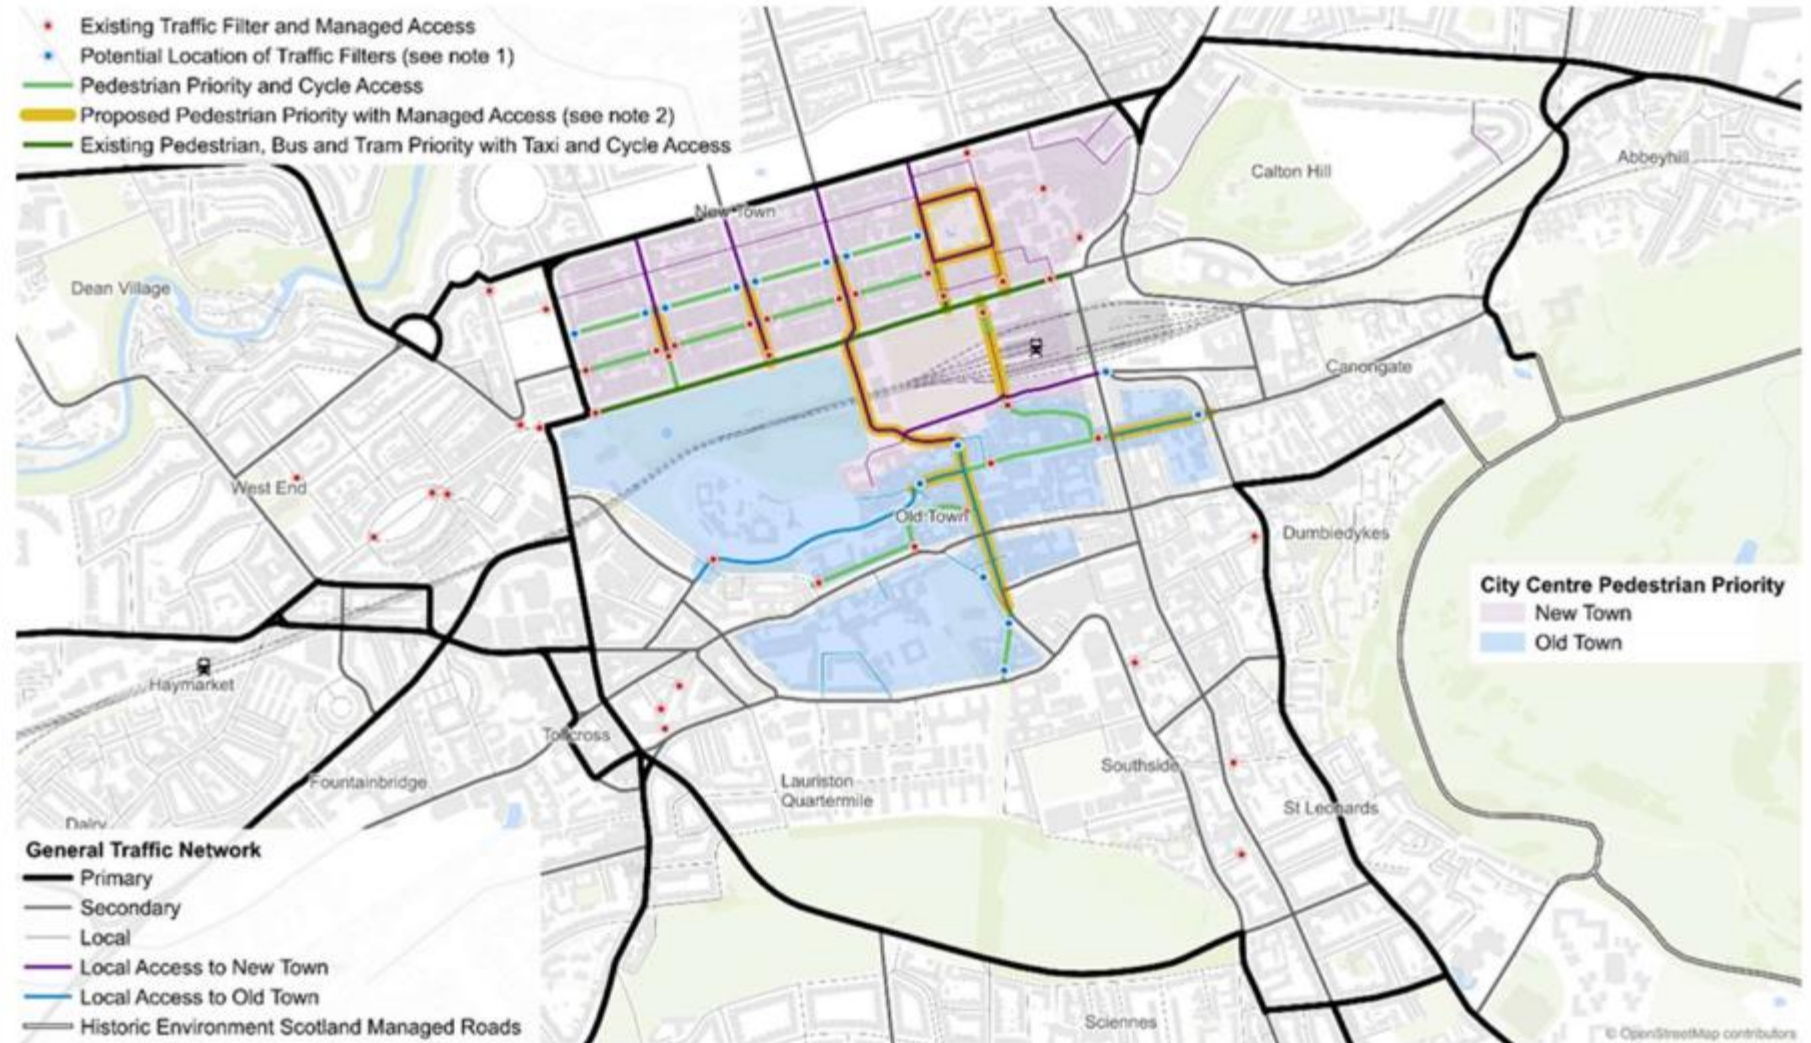 Existing Traffic Filter and Managed Access
Potential Location of Traffic Filters (see note 1)
Pedestrian Priority and Cycle Access
Proposed Pedestrian Priority with Managed Access (see note 2)
Existing Pedestrian, Bus and Tram Priority with Taxi and Cycle Access
Calton Hill
Abbeyhill
New Town
Dean Village
Canongate
West End
Old Town
Dumbiedykes
City Centre Pedestrian Priority
New Town
Old Town
Haymarket
Tollcross
Fountainbridge
Lauriston
Quartermile
Southside
St Leonards
Dalry
General Traffic Network
Primary
Secondary
Local
Local Access to New Town
Local Access to Old Town
Historic Environment Scotland Managed Roads
Sciennes
© OpenStreetMap contributors